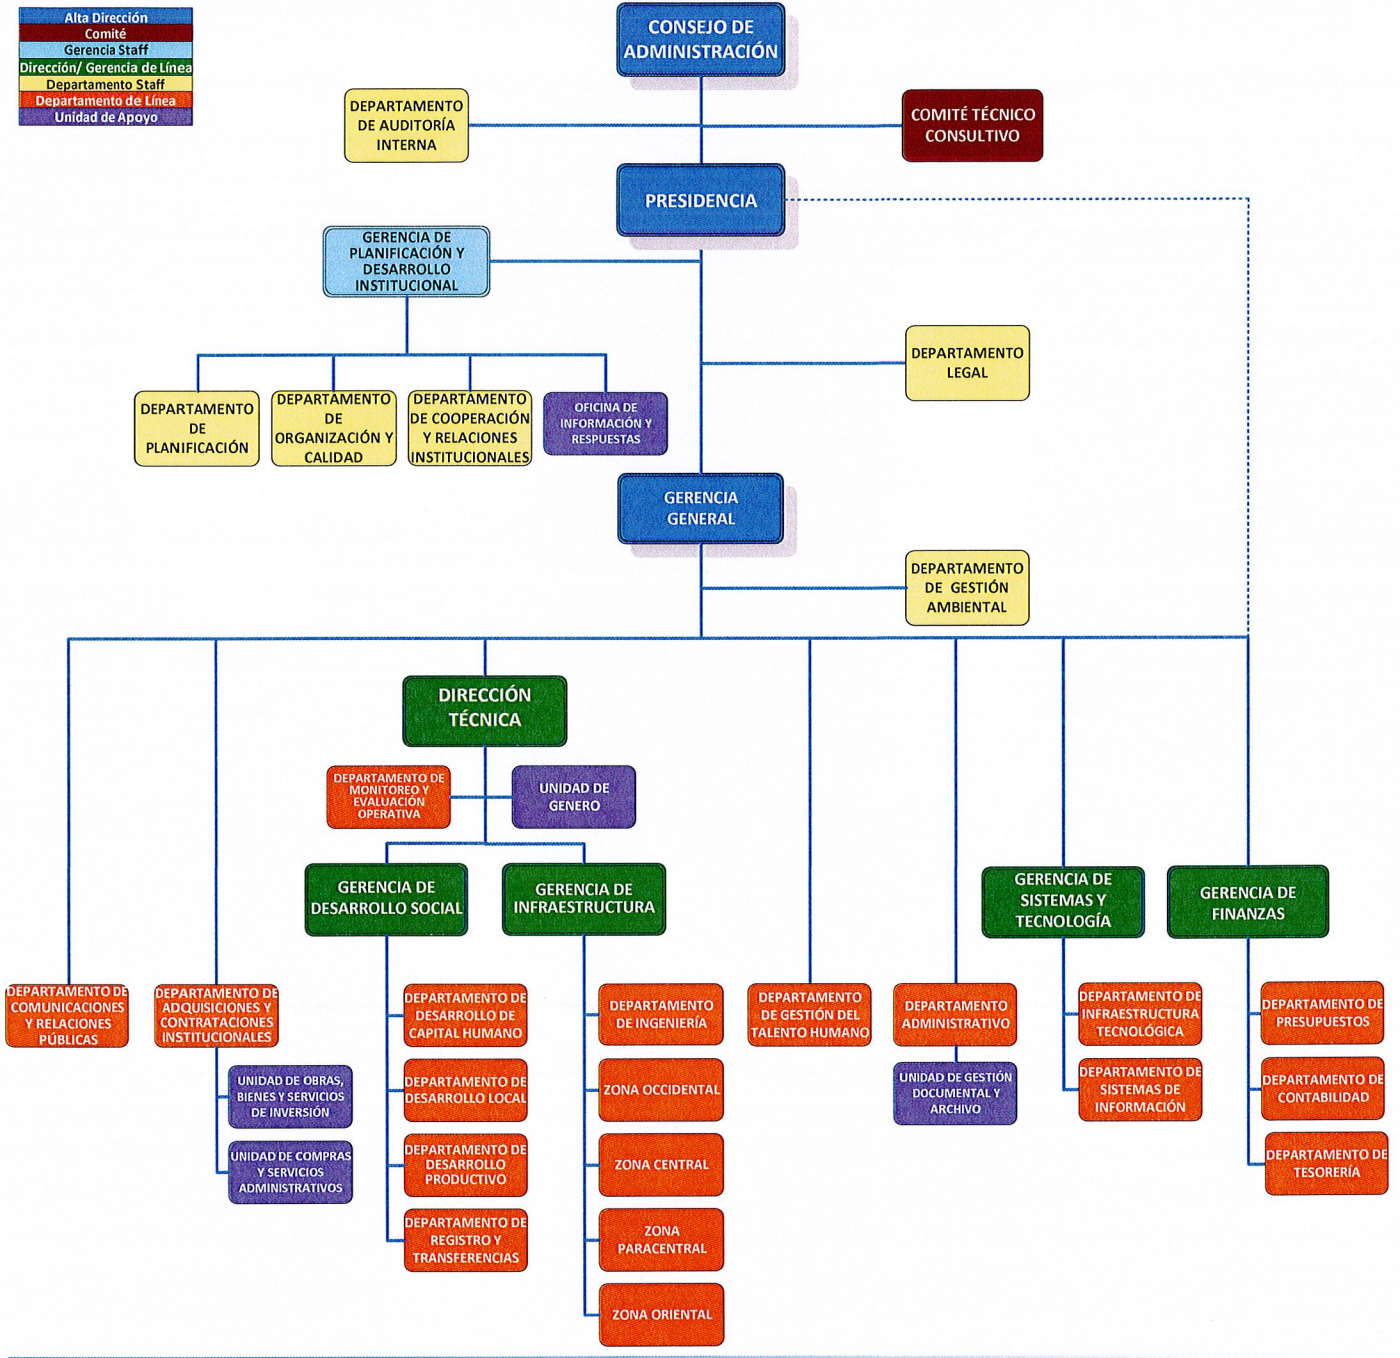 Alta Dirección
Comité
Gerencia Staff
Dirección/ Gerencia de Línea
Departamento Staff
Departamento de Línea
Unidad de Apoyo
CONSEJO DE
ADMINISTRACIÓN
DEPARTAMENTO
DE AUDITORÍA
INTERNA
COMITÉ TÉCNICO
CONSULTIVO
PRESIDENCIA
GERENCIA DE
PLANIFICACIÓN Y
DESARROLLO
INSTITUCIONAL
DEPARTAMENTO
LEGAL
DEPARTAMENTO
DE
PLANIFICACIÓN
DEPARTAMENTO
DE
ORGANIZACIÓN Y
CALIDAD
DEPARTAMENTO
DE COOPERACIÓN
Y RELACIONES
INSTITUCIONALES
OFICINA DE
INFORMACIÓN Y
RESPUESTAS
GERENCIA
GENERAL
DEPARTAMENTO
DE GESTIÓN
AMBIENTAL
DIRECCIÓN
TÉCNICA
DEPARTAMENTO DE
MONITOREO Y
EVALUACIÓN
OPERATIVA
UNIDAD DE
GENERO
GERENCIA DE
DESARROLLO SOCIAL
GERENCIA DE
INFRAESTRUCTURA
GERENCIA DE
SISTEMAS Y
TECNOLOGÍA
GERENCIA DE
FINANZAS
DEPARTAMENTO DE
COMUNICACIONES
Y RELACIONES
PÚBLICAS
DEPARTAMENTO DE
ADQUISICIONES Y
CONTRATACIONES
INSTITUCIONALES
UNIDAD DE OBRAS,
BIENES Y SERVICIOS
DE INVERSIÓN
UNIDAD DE COMPRAS
Y SERVICIOS
ADMINISTRATIVOS
DEPARTAMENTO DE
DESARROLLO DE
CAPITAL HUMANO
DEPARTAMENTO DE
DESARROLLO LOCAL
DEPARTAMENTO DE
DESARROLLO
PRODUCTIVO
DEPARTAMENTO DE
REGISTRO Y
TRANSFERENCIAS
DEPARTAMENTO
DE INGENIERÍA
ZONA OCCIDENTAL
ZONA CENTRAL
ZONA
PARACENTRAL
ZONA ORIENTAL
DEPARTAMENTO
DE GESTIÓN DEL
TALENTO HUMANO
DEPARTAMENTO
ADMINISTRATIVO
UNIDAD DE GESTIÓN
DOCUMENTAL Y
ARCHIVO
DEPARTAMENTO DE
INFRAESTRUCTURA
TECNOLÓGICA
DEPARTAMENTO DE
SISTEMAS DE
INFORMACIÓN
DEPARTAMENTO DE
PRESUPUESTOS
DEPARTAMENTO DE
CONTABILIDAD
DEPARTAMENTO DE
TESORERÍA